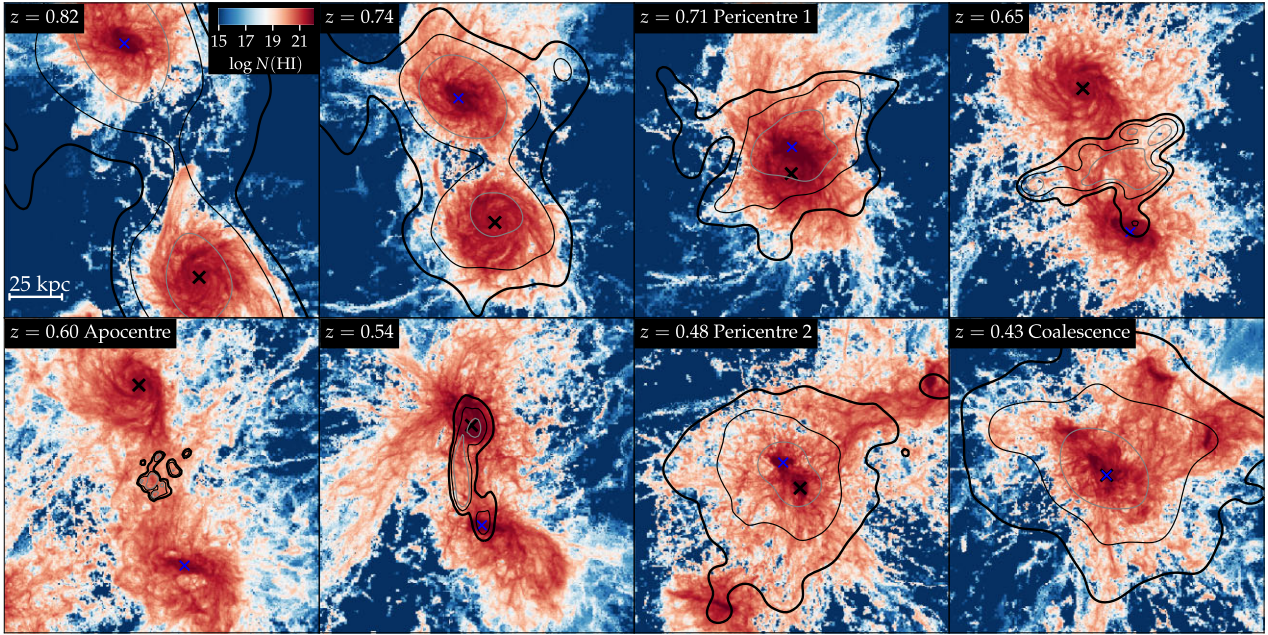 z = 0.82
15 17 19 21
log N(HI)
25 kpc
z = 0.74
z = 0.71 Pericentre 1
z = 0.65
z = 0.60 Apocentre
z = 0.54
z = 0.48 Pericentre 2
z = 0.43 Coalescence